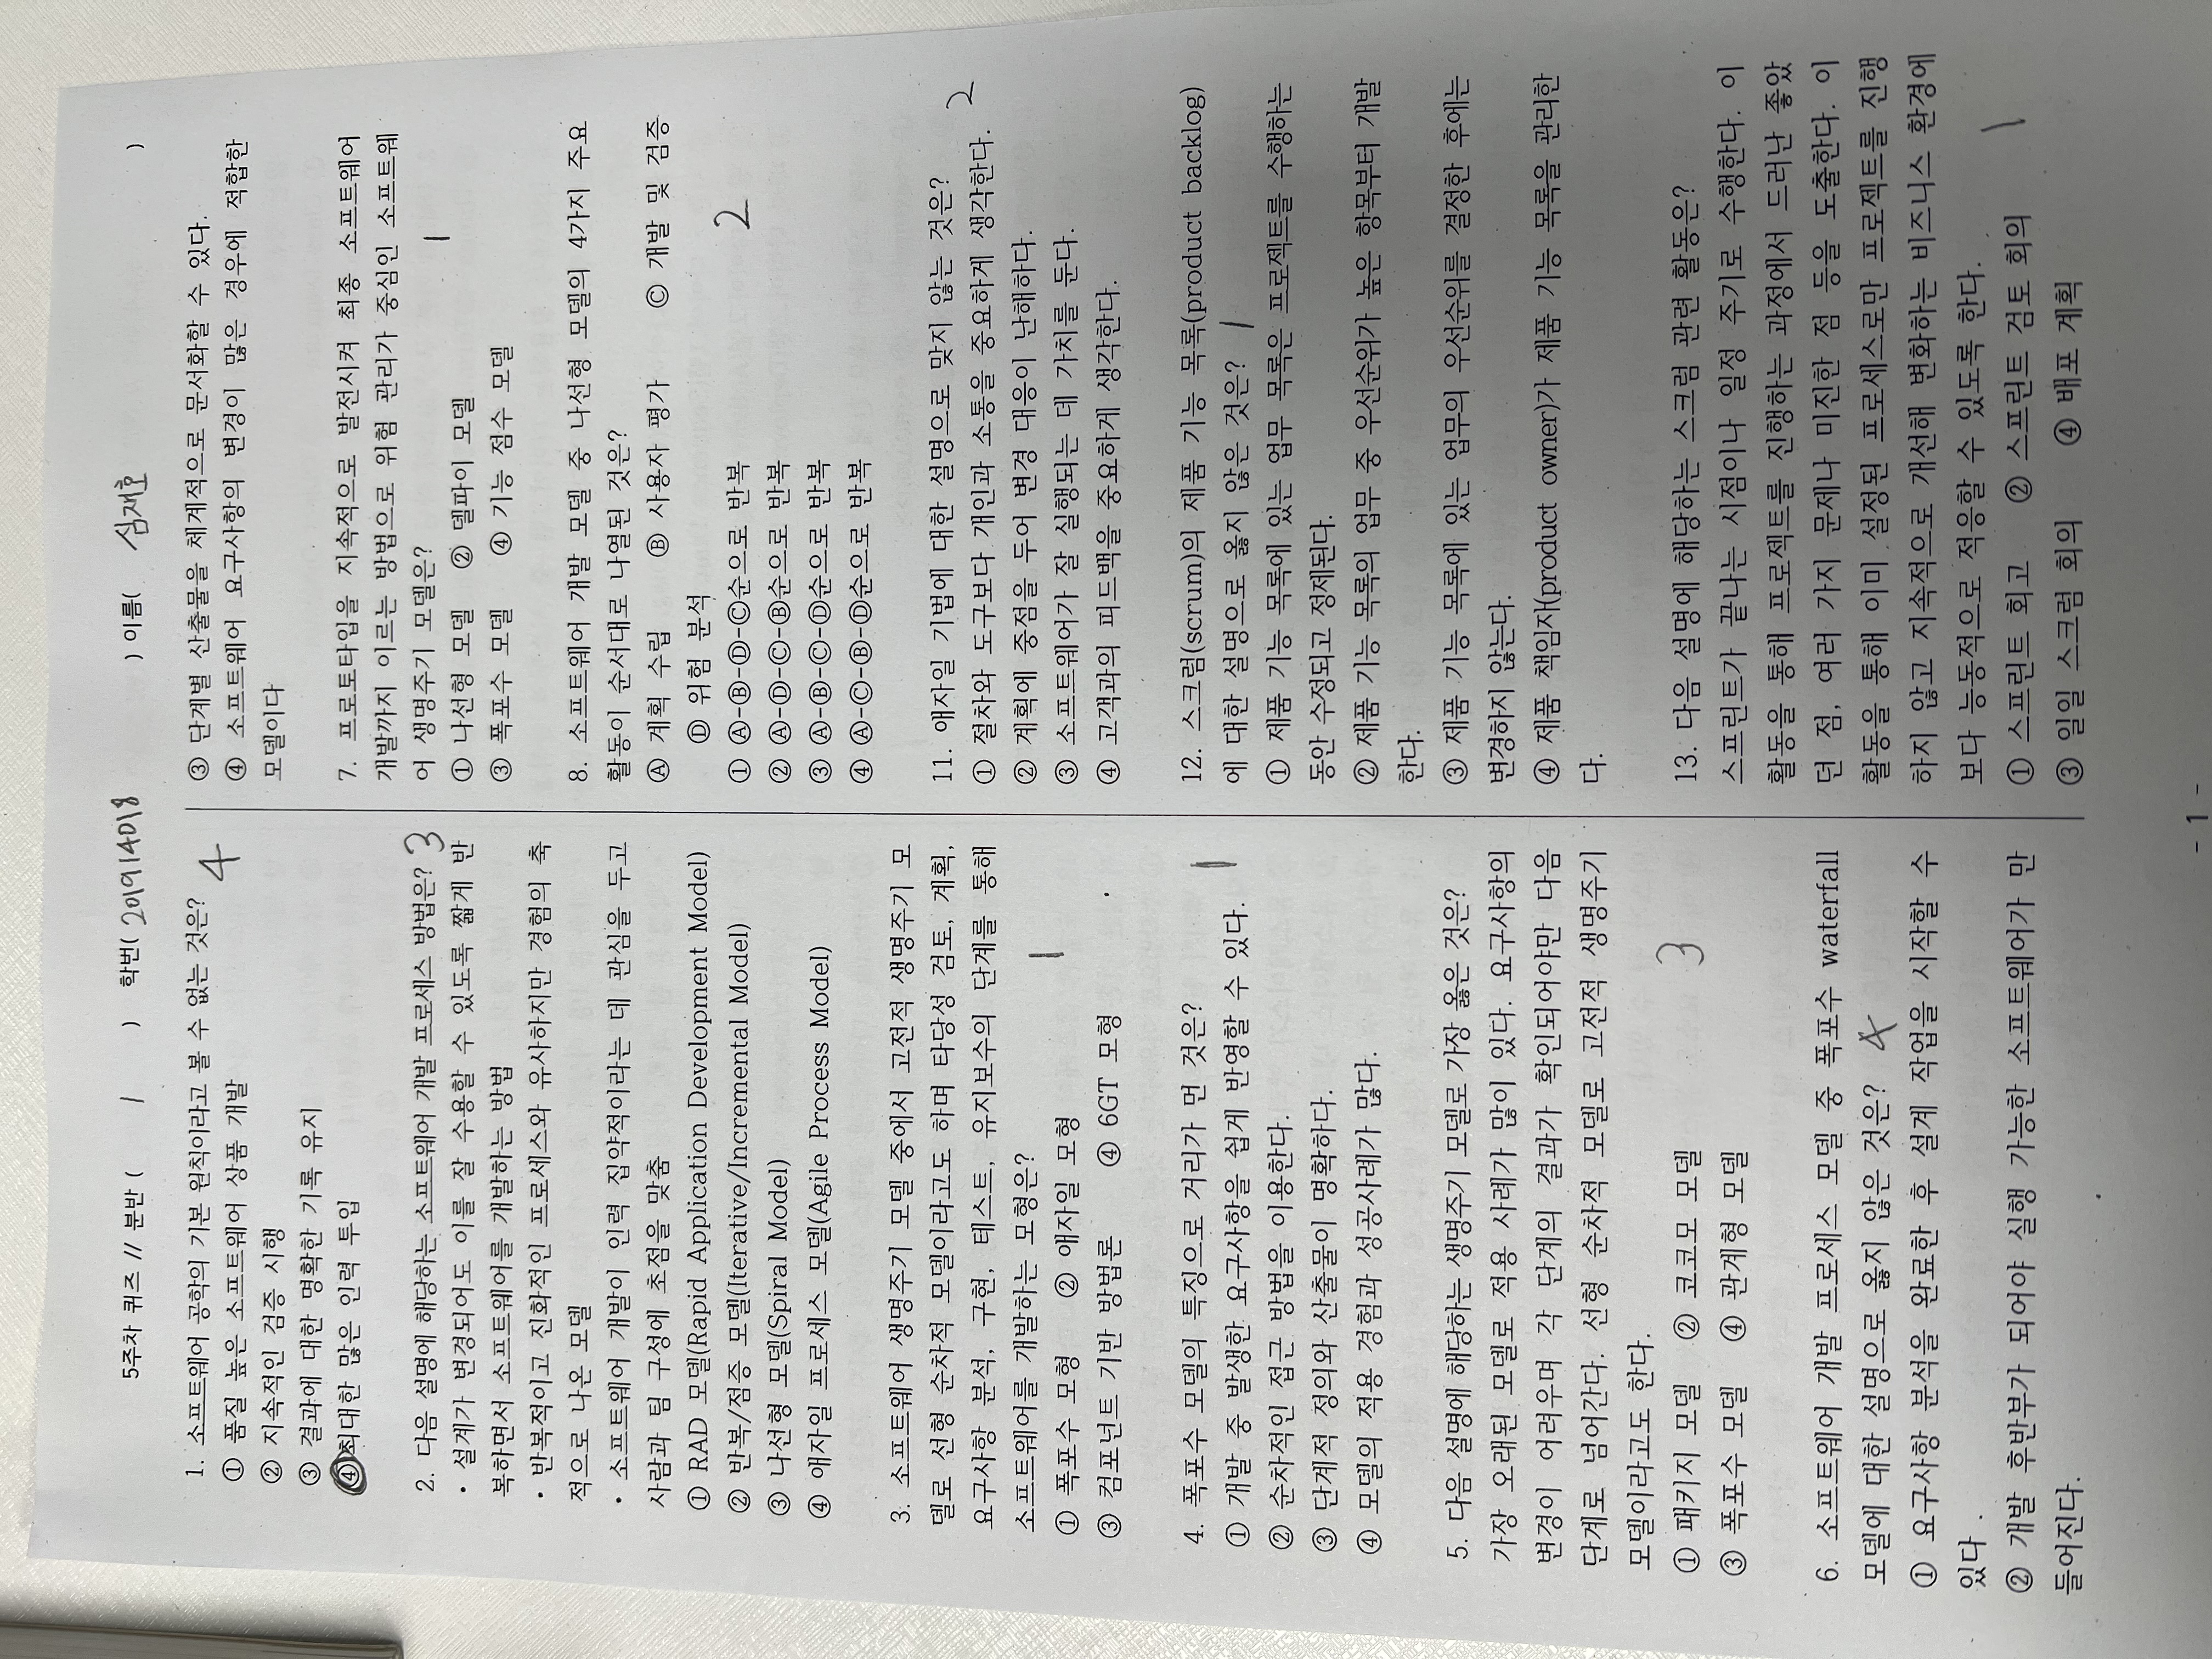 5주차 퀴즈 // 분반 ( 1 ) 학번( 201914018 ) 이름( 심재호 )
1. 소프트웨어 공학의 기본 원칙이라고 볼 수 없는 것은? 4
① 품질 높은 소프트웨어 상품 개발
② 지속적인 검증 시행
③ 결과에 대한 명확한 기록 유지
④ 최대한 많은 인력 투입
2. 다음 설명에 해당하는 소프트웨어 개발 프로세스 방법은? 3
• 설계가 변경되어도 이를 잘 수용할 수 있도록 짧게 반
복하면서 소프트웨어를 개발하는 방법
• 반복적이고 진화적인 프로세스와 유사하지만 경험의 축
적으로 나온 모델
• 소프트웨어 개발이 인력 집약적이라는 데 관심을 두고
사람과 팀 구성에 초점을 맞춤
① RAD 모델(Rapid Application Development Model)
② 반복/점증 모델(Iterative/Incremental Model)
③ 나선형 모델(Spiral Model)
④ 애자일 프로세스 모델(Agile Process Model)
3. 소프트웨어 생명주기 모델 중에서 고전적 생명주기 모
델로 선형 순차적 모델이라고도 하며 타당성 검토, 계획,
요구사항 분석, 구현, 테스트, 유지보수의 단계를 통해
소프트웨어를 개발하는 모형은? 1
① 폭포수 모형 ② 애자일 모형
③ 컴포넌트 기반 방법론 ④ 6GT 모형
4. 폭포수 모델의 특징으로 거리가 먼 것은? 1
① 개발 중 발생한 요구사항을 쉽게 반영할 수 있다.
② 순차적인 접근 방법을 이용한다.
③ 단계적 정의와 산출물이 명확하다.
④ 모델의 적용 경험과 성공사례가 많다.
5. 다음 설명에 해당하는 생명주기 모델로 가장 옳은 것은?
가장 오래된 모델로 적용 사례가 많이 있다. 요구사항의
변경이 어려우며 각 단계의 결과가 확인되어야만 다음
단계로 넘어간다. 선형 순차적 모델로 고전적 생명주기
모델이라고도 한다.
① 패키지 모델 ② 코코모 모델 3
③ 폭포수 모델 ④ 관계형 모델
6. 소프트웨어 개발 프로세스 모델 중 폭포수 waterfall
모델에 대한 설명으로 옳지 않은 것은? 4
① 요구사항 분석을 완료한 후 설계 작업을 시작할 수
있다 .
② 개발 후반부가 되어야 실행 가능한 소프트웨어가 만
들어진다.
③ 단계별 산출물을 체계적으로 문서화할 수 있다.
④ 소프트웨어 요구사항의 변경이 많은 경우에 적합한
모델이다
7. 프로토타입을 지속적으로 발전시켜 최종 소프트웨어
개발까지 이르는 방법으로 위험 관리가 중심인 소프트웨
어 생명주기 모델은? 1
① 나선형 모델 ② 델파이 모델
③ 폭포수 모델 ④ 기능 점수 모델
8. 소프트웨어 개발 모델 중 나선형 모델의 4가지 주요
활동이 순서대로 나열된 것은?
Ⓐ 계획 수립 Ⓑ 사용자 평가 Ⓒ 개발 및 검증
Ⓓ 위험 분석
① Ⓐ-Ⓑ-Ⓓ-Ⓒ순으로 반복 2
② Ⓐ-Ⓓ-Ⓒ-Ⓑ순으로 반복
③ Ⓐ-Ⓑ-Ⓒ-Ⓓ순으로 반복
④ Ⓐ-Ⓒ-Ⓑ-Ⓓ순으로 반복
11. 애자일 기법에 대한 설명으로 맞지 않는 것은? 2
① 절차와 도구보다 개인과 소통을 중요하게 생각한다.
② 계획에 중점을 두어 변경 대응이 난해하다.
③ 소프트웨어가 잘 실행되는 데 가치를 둔다.
④ 고객과의 피드백을 중요하게 생각한다.
12. 스크럼(scrum)의 제품 기능 목록(product backlog)
에 대한 설명으로 옳지 않은 것은? 1
① 제품 기능 목록에 있는 업무 목록은 프로젝트를 수행하는
동안 수정되고 정제된다.
② 제품 기능 목록의 업무 중 우선순위가 높은 항목부터 개발
한다.
③ 제품 기능 목록에 있는 업무의 우선순위를 결정한 후에는
변경하지 않는다.
④ 제품 책임자(product owner)가 제품 기능 목록을 관리한
다.
13. 다음 설명에 해당하는 스크럼 관련 활동은?
스프린트가 끝나는 시점이나 일정 주기로 수행한다. 이
활동을 통해 프로젝트를 진행하는 과정에서 드러난 좋았
던 점, 여러 가지 문제나 미진한 점 등을 도출한다. 이
활동을 통해 이미 설정된 프로세스로만 프로젝트를 진행
하지 않고 지속적으로 개선해 변화하는 비즈니스 환경에
보다 능동적으로 적응할 수 있도록 한다.
① 스프린트 회고 ② 스프린트 검토 회의 1
③ 일일 스크럼 회의 ④ 배포 계획
- 1 -